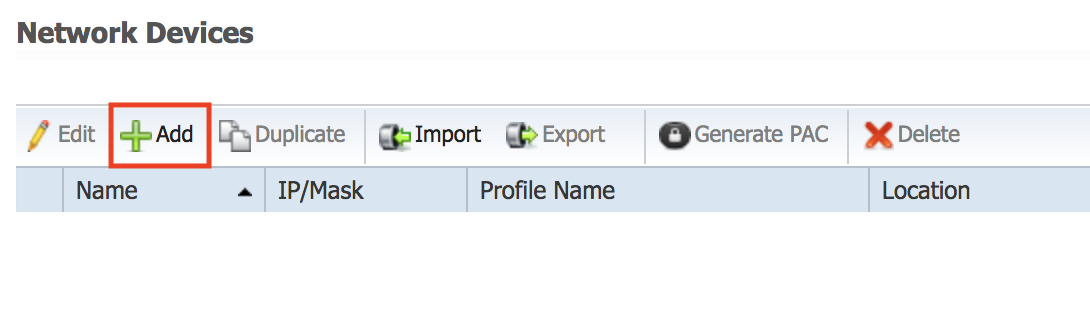 Network Devices
Edit Add Duplicate Import Export Generate PAC Delete
Name IP/Mask Profile Name Location